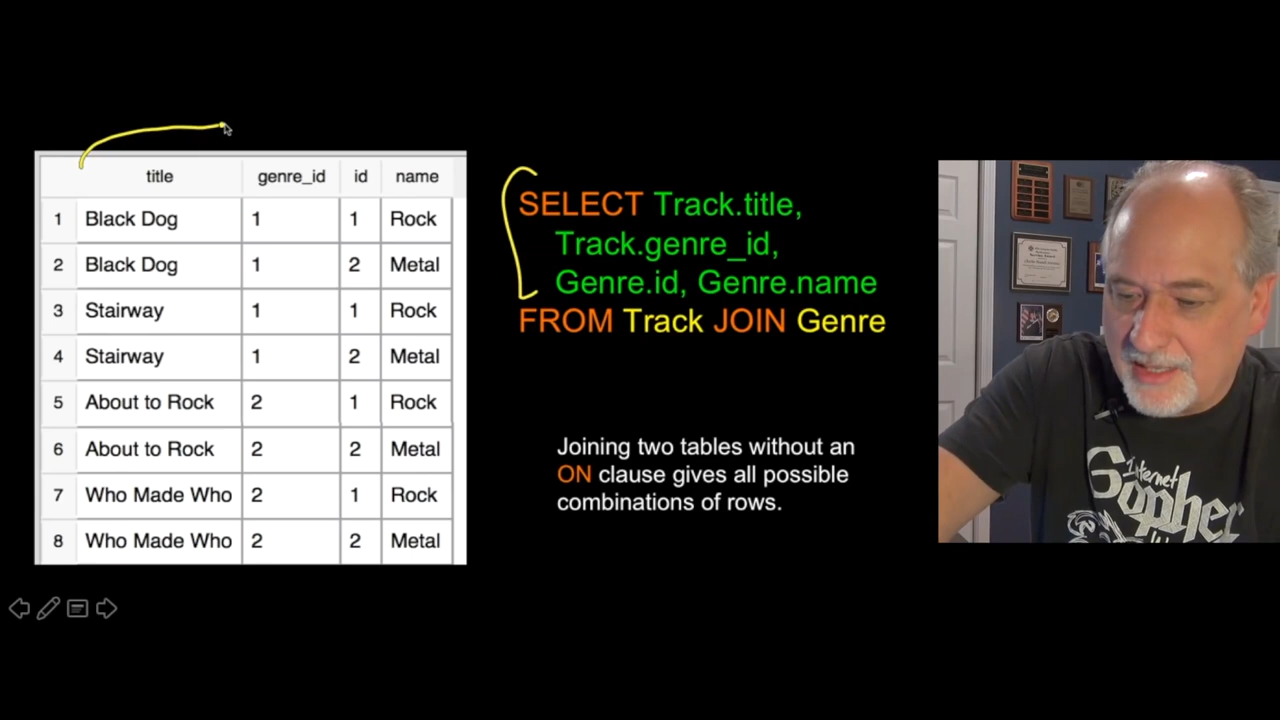 title genre_id id name
1 Black Dog 1 1 Rock
2 Black Dog 1 2 Metal
3 Stairway 1 1 Rock
4 Stairway 1 2 Metal
5 About to Rock 2 1 Rock
6 About to Rock 2 2 Metal
7 Who Made Who 2 1 Rock
8 Who Made Who 2 2 Metal
SELECT Track.title,
Track.genre_id,
Genre.id, Genre.name
FROM Track JOIN Genre
Joining two tables without an
ON clause gives all possible
combinations of rows.
Internet
Gopher